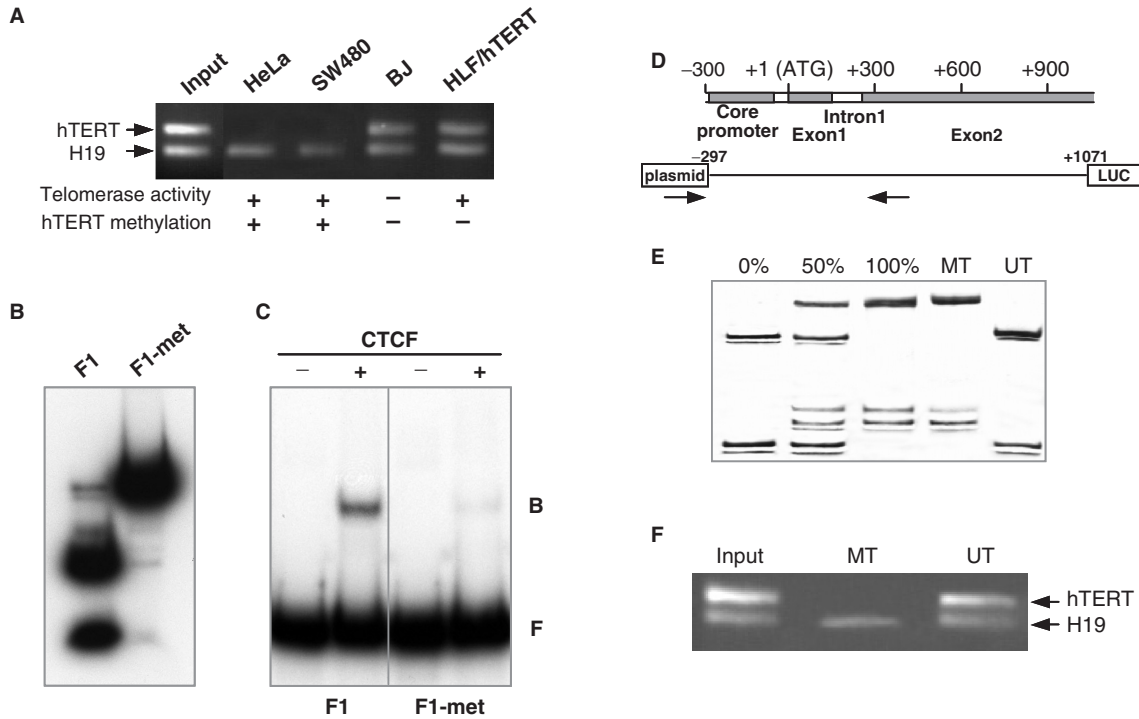 A
Input HeLa SW480 BJ HLF/hTERT
hTERT
H19
Telomerase activity + + − +
hTERT methylation + + − −
B
F1 F1-met
C
CTCF
− + − +
B
F
F1 F1-met
D
−300 +1 (ATG) +300 +600 +900
Core promoter
Exon1
Intron1
Exon2
−297 +1071
plasmid LUC
E
0% 50% 100% MT UT
F
Input MT UT
hTERT
H19